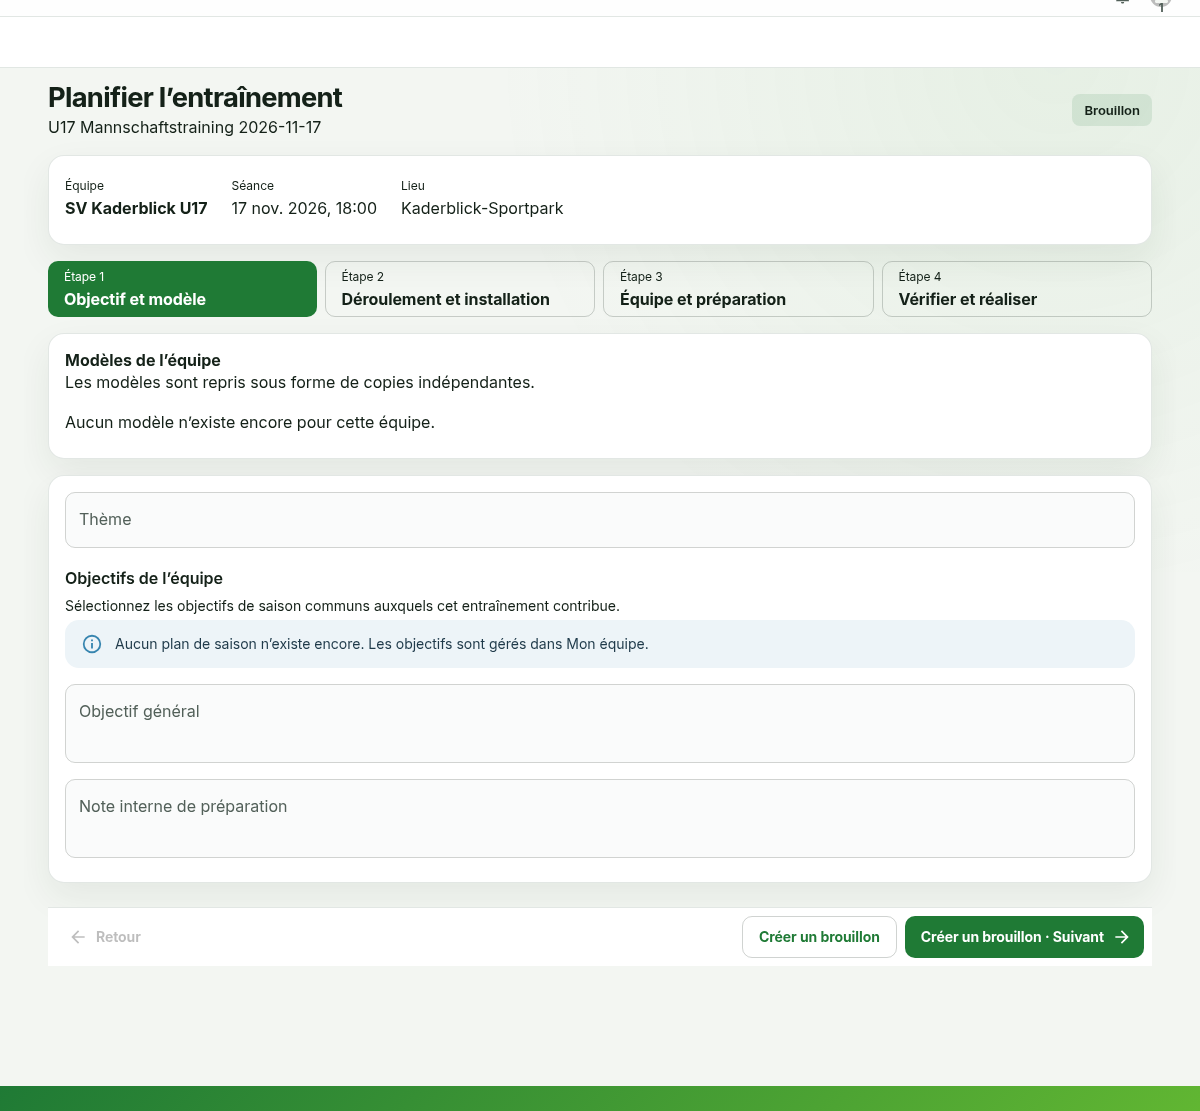 Planifier l’entraînement
U17 Mannschaftstraining 2026-11-17
Brouillon
Équipe
SV Kaderblick U17
Séance
17 nov. 2026, 18:00
Lieu
Kaderblick-Sportpark
Étape 1
Objectif et modèle
Étape 2
Déroulement et installation
Étape 3
Équipe et préparation
Étape 4
Vérifier et réaliser
Modèles de l’équipe
Les modèles sont repris sous forme de copies indépendantes.
Aucun modèle n’existe encore pour cette équipe.
Thème
Objectifs de l’équipe
Sélectionnez les objectifs de saison communs auxquels cet entraînement contribue.
Aucun plan de saison n’existe encore. Les objectifs sont gérés dans Mon équipe.
Objectif général
Note interne de préparation
Retour
Créer un brouillon
Créer un brouillon · Suivant